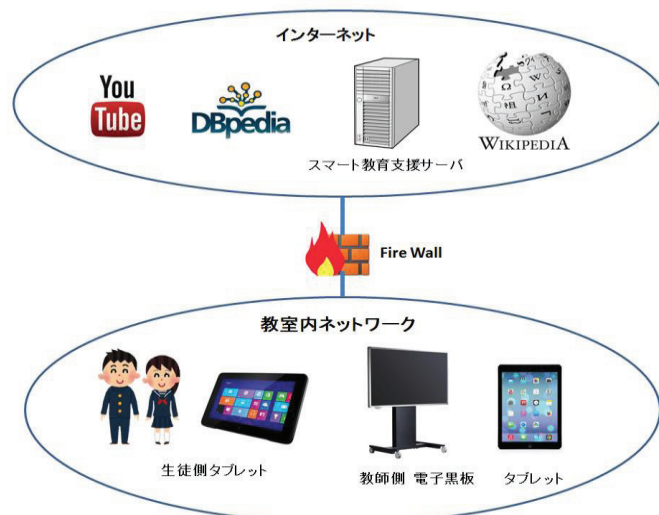 インターネット
You
Tube
DBpedia
WIKIPEDIA
スマート教育支援サーバ
Fire Wall
教室内ネットワーク
生徒側タブレット
教師側 電子黒板
タブレット